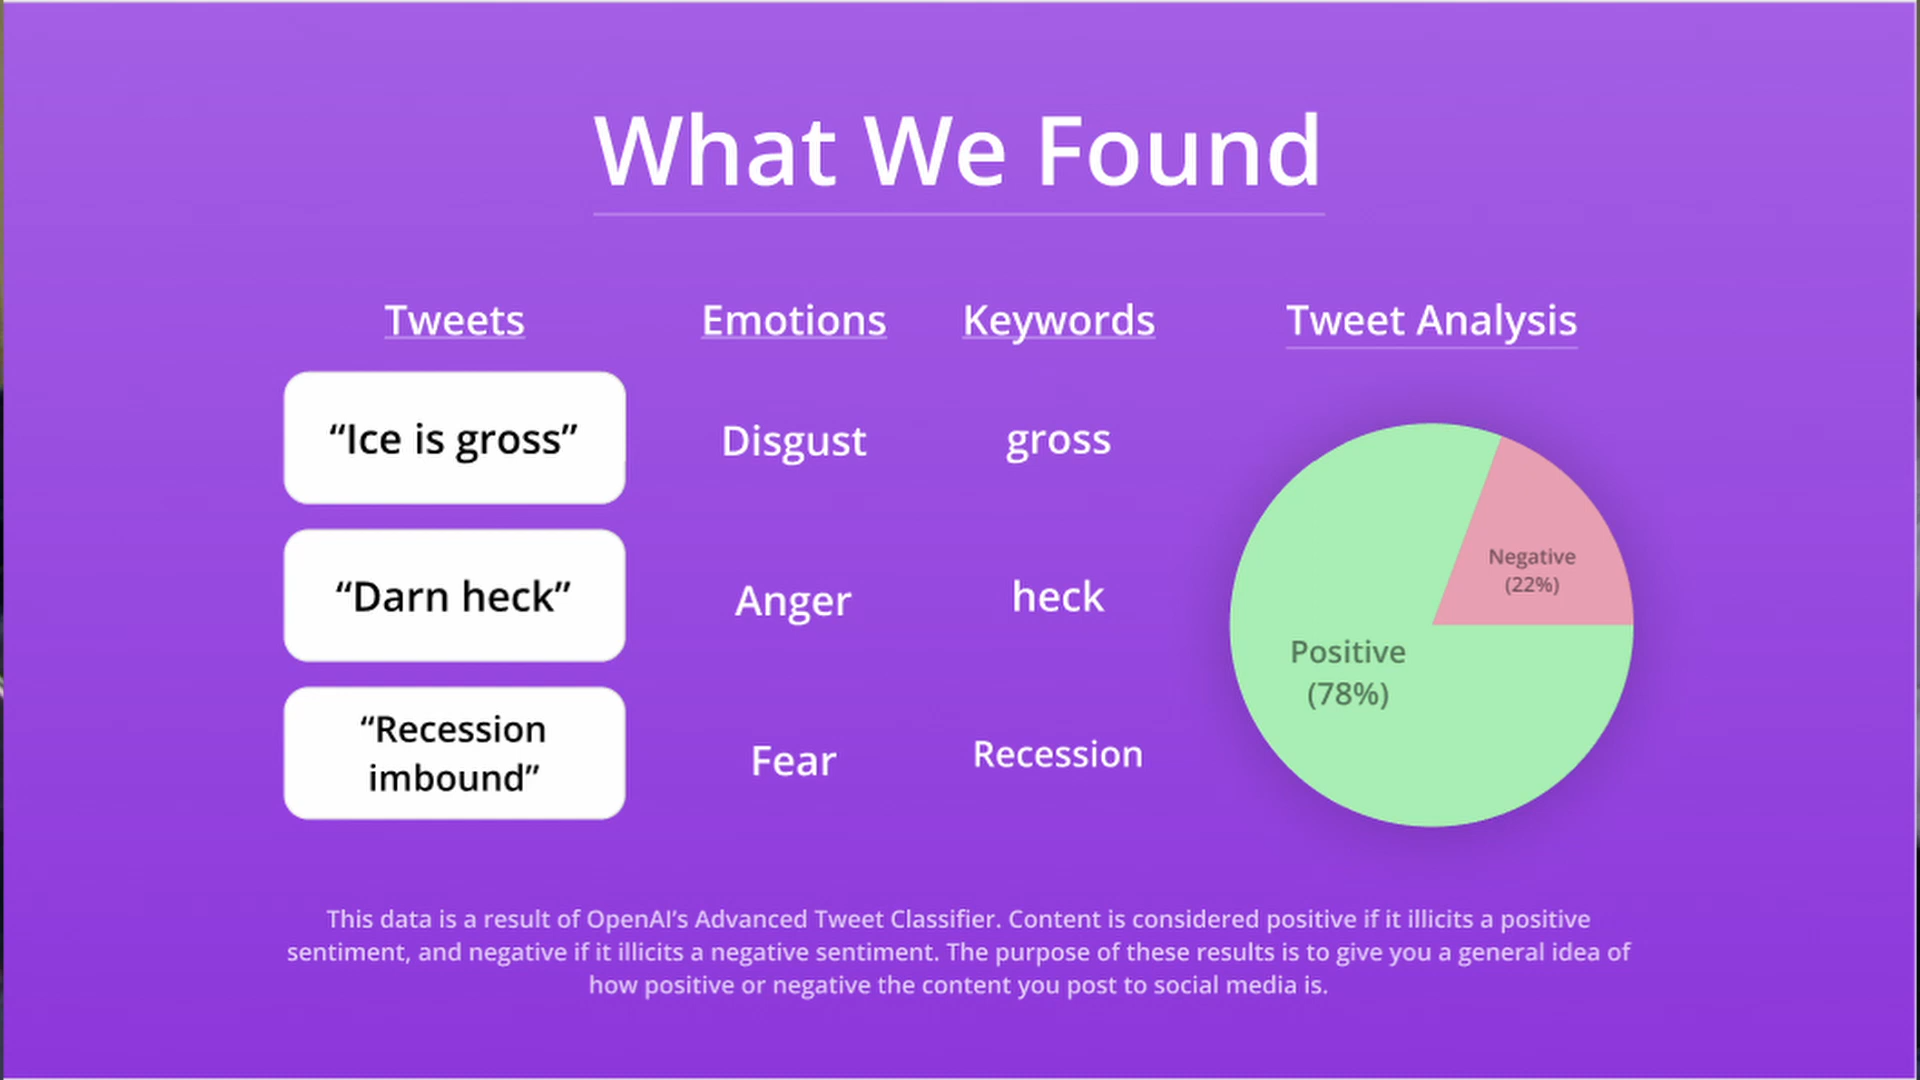 What We Found
Tweets
Emotions
Keywords
Tweet Analysis
“Ice is gross”
Disgust
gross
“Darn heck”
Anger
heck
“Recession
imbound”
Fear
Recession
Negative
(22%)
Positive
(78%)
This data is a result of OpenAI’s Advanced Tweet Classifier. Content is considered positive if it illicits a positive
sentiment, and negative if it illicits a negative sentiment. The purpose of these results is to give you a general idea of
how positive or negative the content you post to social media is.